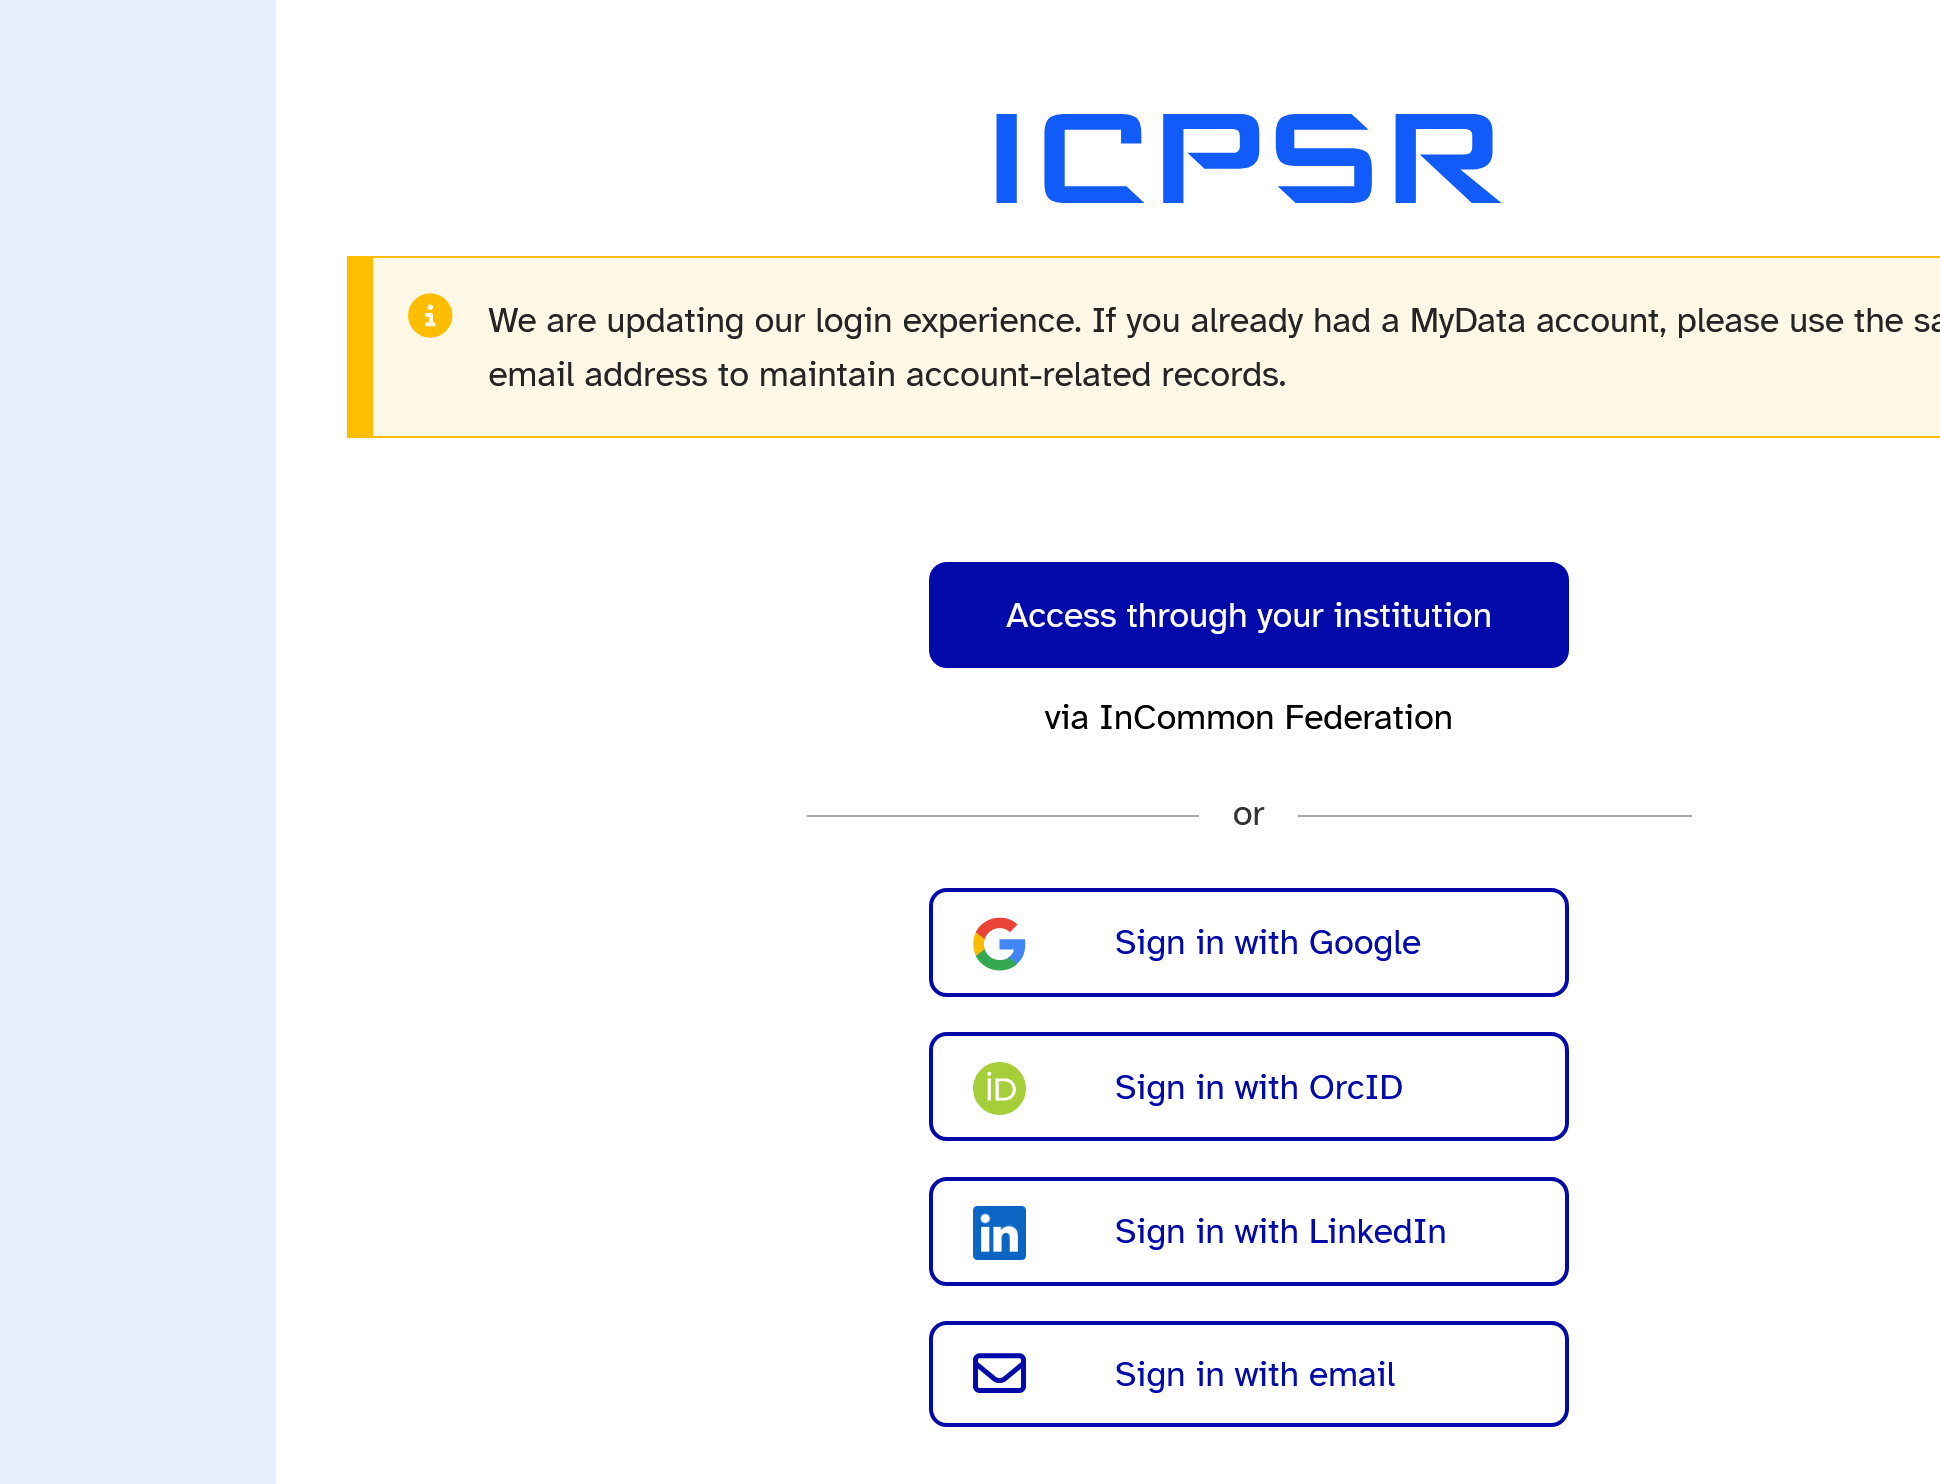 ICPSR
We are updating our login experience. If you already had a MyData account, please use the
email address to maintain account-related records.
Access through your institution
via InCommon Federation
or
Sign in with Google
iD
Sign in with OrcID
in
Sign in with LinkedIn
Sign in with email